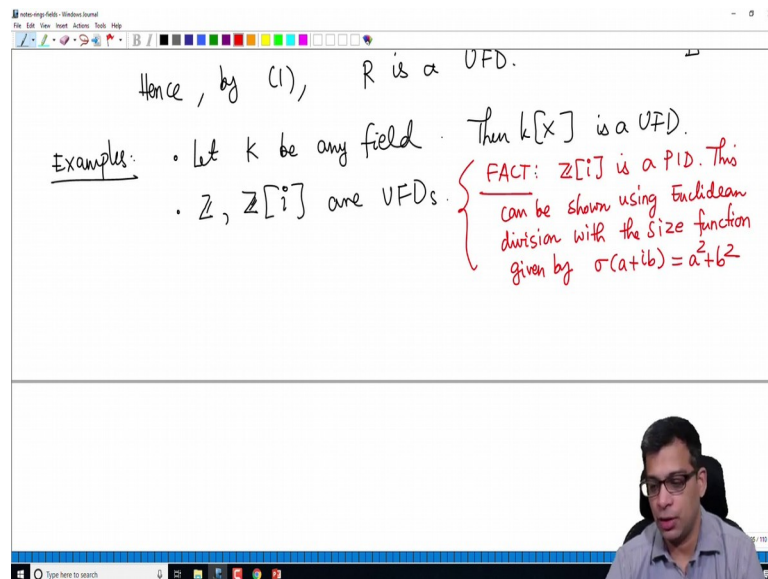 notes-rings-fields - Windows Journal
File Edit View Insert Actions Tools Help
Hence, by (1), R is a UFD.
Examples: • Let K be any field. Then k[X] is a UFD.
• ℤ, ℤ[i] are UFDs.
FACT: ℤ[i] is a PID. This
can be shown using Euclidean
division with the size function
given by σ(a+ib) = a²+b²
Type here to search